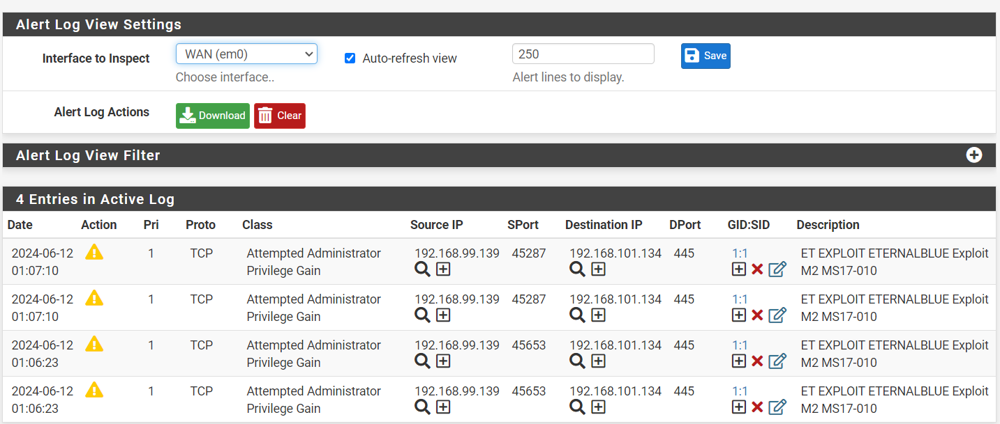 Alert Log View Settings
Interface to Inspect WAN (em0) Auto-refresh view 250 Save
Choose interface.. Alert lines to display.
Alert Log Actions Download Clear
Alert Log View Filter
4 Entries in Active Log
Date Action Pri Proto Class Source IP SPort Destination IP DPort GID:SID Description
2024-06-12 1 TCP Attempted Administrator 192.168.99.139 45287 192.168.101.134 445 1:1 ET EXPLOIT ETERNALBLUE Exploit
01:07:10 Privilege Gain M2 MS17-010
2024-06-12 1 TCP Attempted Administrator 192.168.99.139 45287 192.168.101.134 445 1:1 ET EXPLOIT ETERNALBLUE Exploit
01:07:10 Privilege Gain M2 MS17-010
2024-06-12 1 TCP Attempted Administrator 192.168.99.139 45653 192.168.101.134 445 1:1 ET EXPLOIT ETERNALBLUE Exploit
01:06:23 Privilege Gain M2 MS17-010
2024-06-12 1 TCP Attempted Administrator 192.168.99.139 45653 192.168.101.134 445 1:1 ET EXPLOIT ETERNALBLUE Exploit
01:06:23 Privilege Gain M2 MS17-010